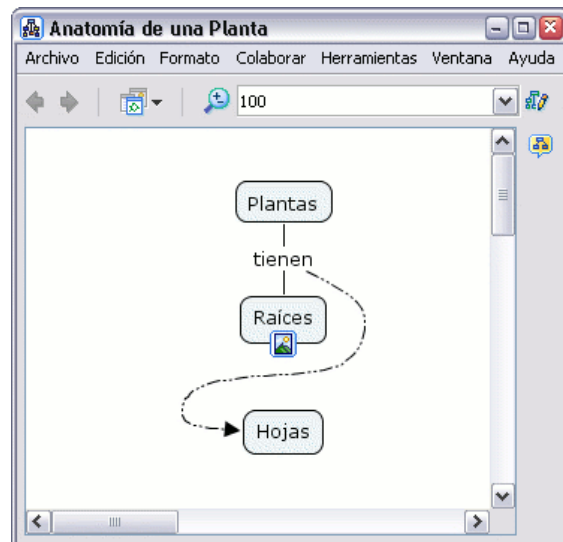 Anatomía de una Planta
Archivo Edición Formato Colaborar Herramientas Ventana Ayuda
100
Plantas
tienen
Raíces
Hojas